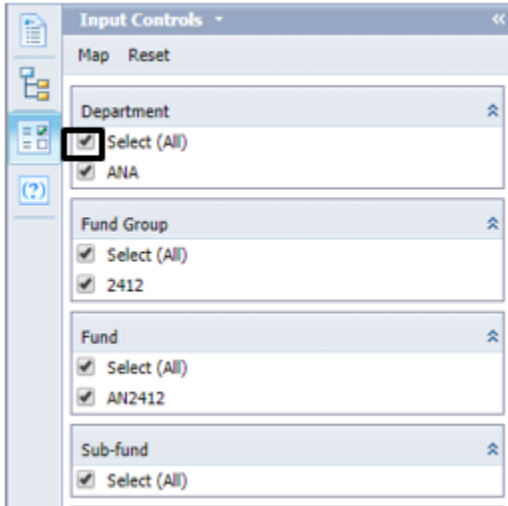 Input Controls
Map Reset
Department
Select (All)
ANA
(?)
Fund Group
Select (All)
2412
Fund
Select (All)
AN2412
Sub-fund
Select (All)